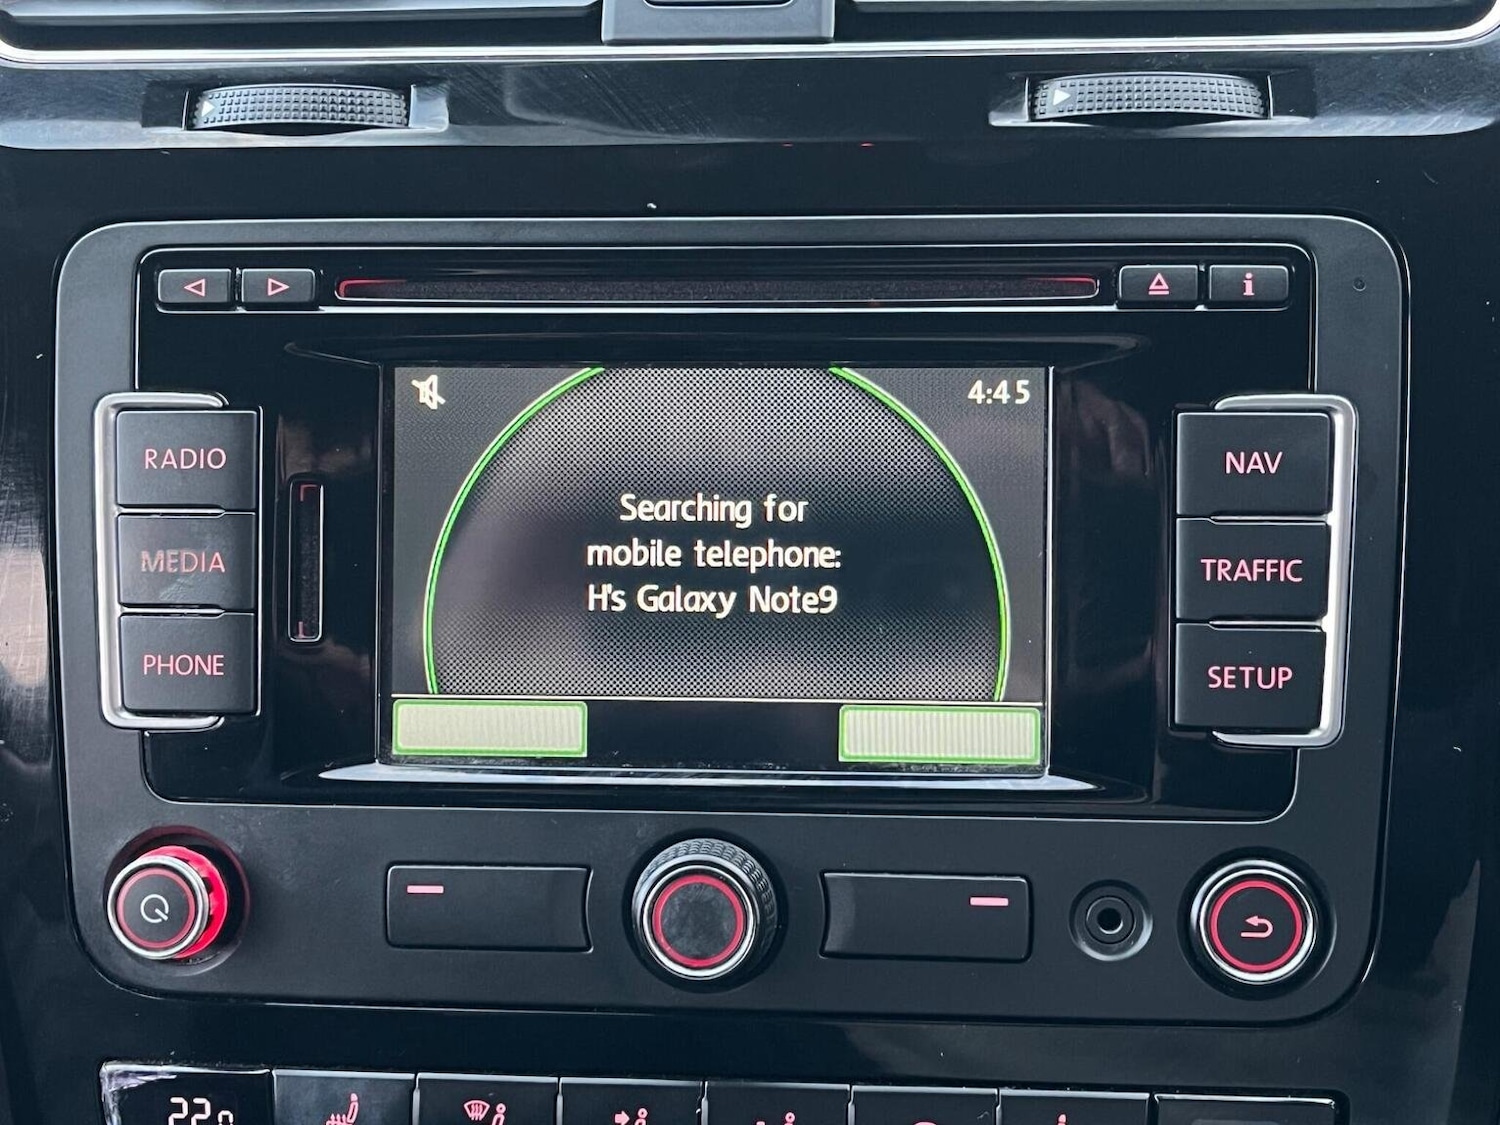 4:45
RADIO
NAV
Searching for
mobile telephone:
H's Galaxy Note9
MEDIA
TRAFFIC
PHONE
SETUP